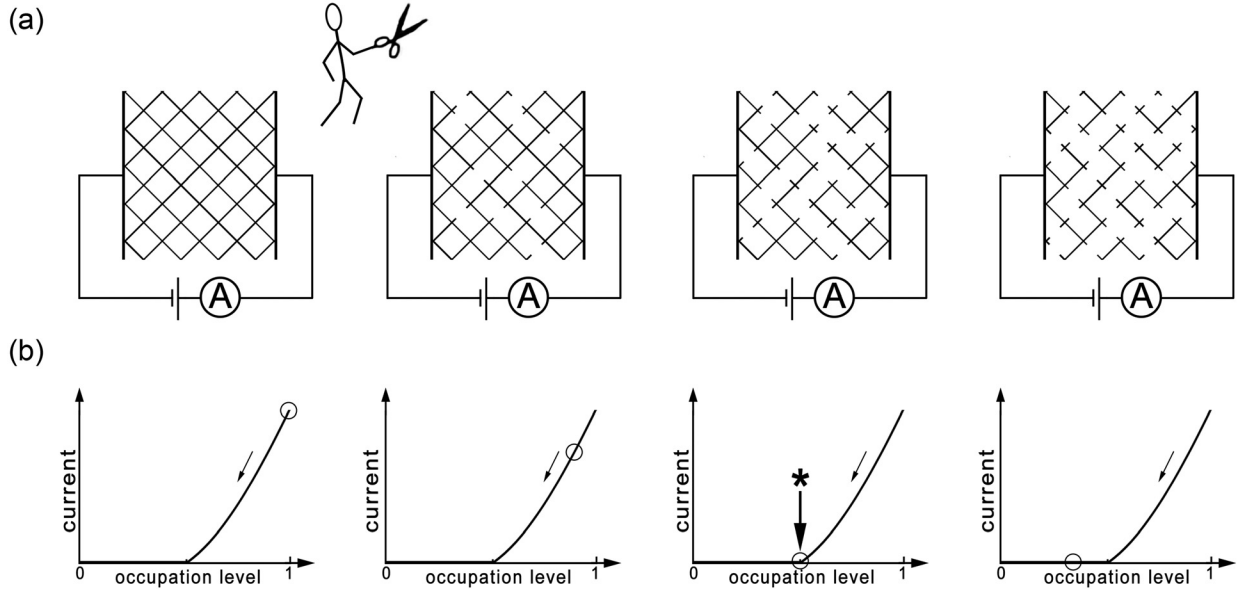 (a)
A A A A
(b)
current current * current current
0 occupation level 1 0 occupation level 1 0 occupation level 1 0 occupation level 1